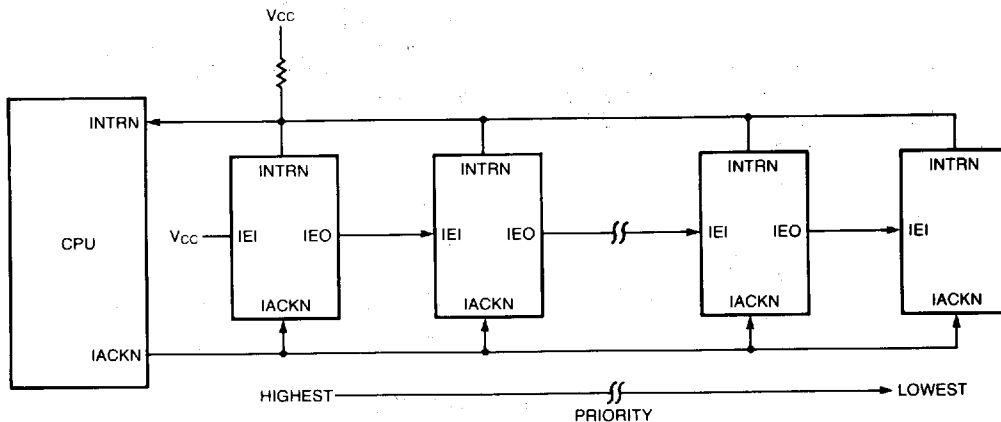 Vcc
INTRN
INTRN
INTRN
INTRN
INTRN
Vcc
IEI
IEO
IEI
IEO
IEI
IEO
IEI
CPU
IACKN
IACKN
IACKN
IACKN
IACKN
HIGHEST
LOWEST
PRIORITY